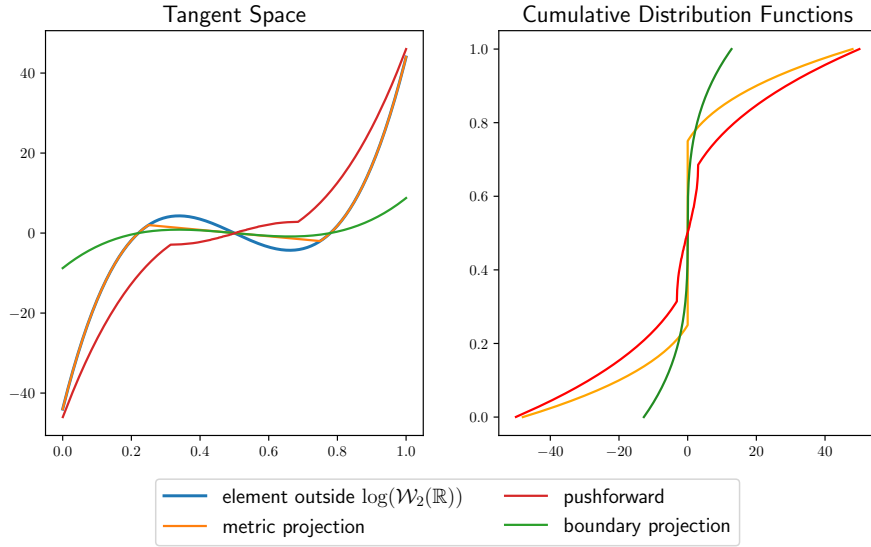 Tangent Space
40
20
0
−20
−40
0.0 0.2 0.4 0.6 0.8 1.0
Cumulative Distribution Functions
1.0
0.8
0.6
0.4
0.2
0.0
−40 −20 0 20 40
element outside log(𝒲₂(ℝ))
metric projection
pushforward
boundary projection